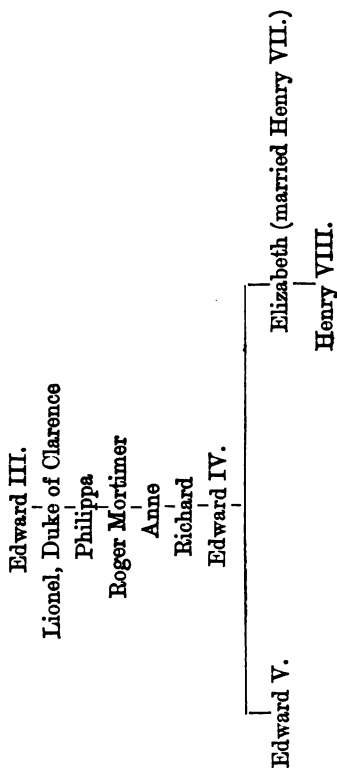 Edward III.
Lionel, Duke of Clarence
Philippa
Roger Mortimer
Anne
Richard
Edward IV.
Edward V.
Elizabeth (married Henry VII.)
Henry VIII.